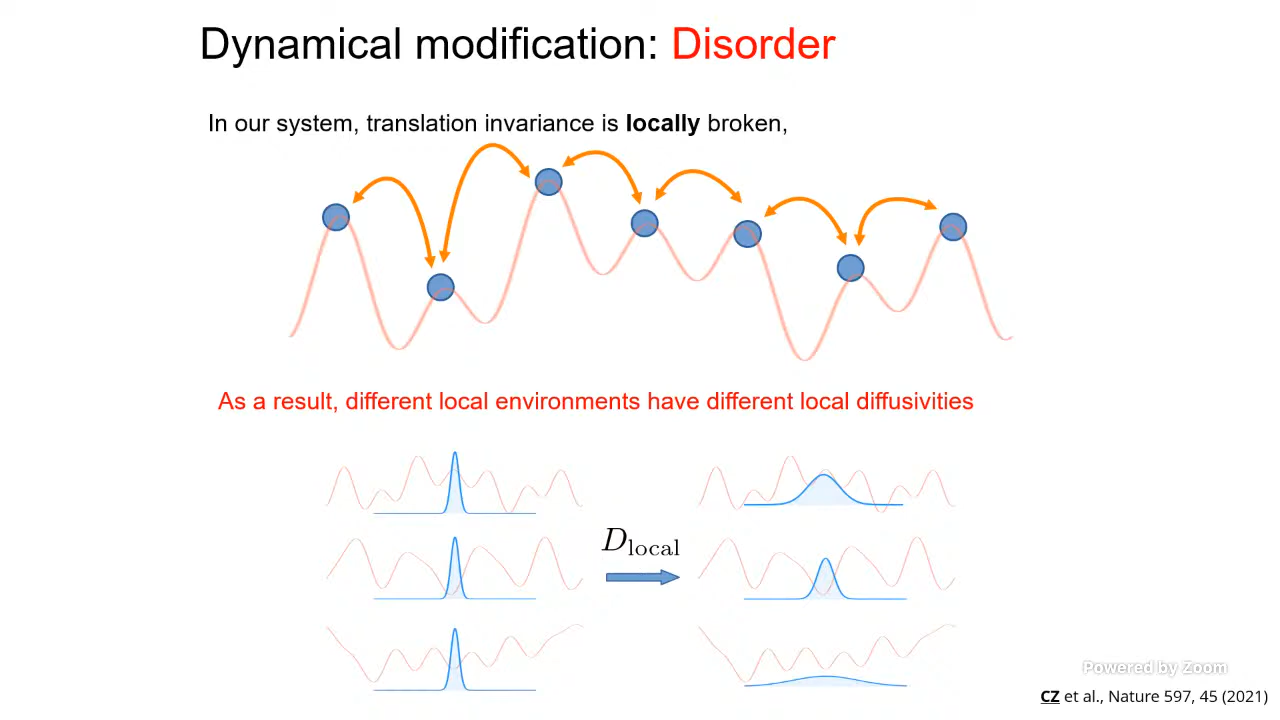 Dynamical modification: Disorder
In our system, translation invariance is locally broken,
As a result, different local environments have different local diffusivities
D_local
Powered by Zoom
CZ et al., Nature 597, 45 (2021)